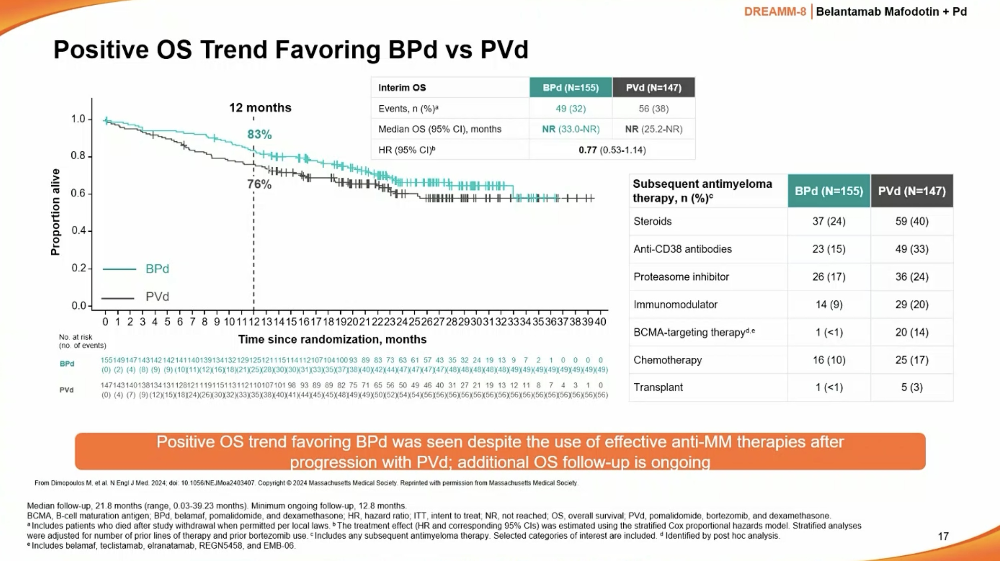 DREAMM-8 | Belantamab Mafodotin + Pd
Positive OS Trend Favoring BPd vs PVd
Interim OS BPd (N=155) PVd (N=147)
Events, n (%)ᵃ 49 (32) 56 (38)
Median OS (95% CI), months NR (33.0-NR) NR (25.2-NR)
HR (95% CI)ᵇ 0.77 (0.53-1.14)
12 months
83%
76%
Proportion alive
1.0
0.8
0.6
0.4
0.2
0.0
BPd
PVd
0 1 2 3 4 5 6 7 8 9 10 11 12 13 14 15 16 17 18 19 20 21 22 23 24 25 26 27 28 29 30 31 32 33 34 35 36 37 38 39 40
Time since randomization, months
No. at risk
(no. of events)
BPd
155 149 147 143 142 142 141 140 139 134 132 129 125 121 115 114 112 107 104 100 93 89 83 73 63 61 57 43 35 32 24 19 13 9 7 2 1 0 0 0 0
(0) (2) (4) (8) (9) (9) (10) (11) (12) (16) (18) (21) (25) (28) (30) (30) (31) (33) (35) (37) (38) (40) (42) (44) (47) (47) (47) (47) (48) (48) (48) (48) (48) (49) (49) (49) (49) (49) (49) (49) (49)
PVd
147 143 140 138 134 131 128 121 119 115 113 112 110 107 101 98 93 89 89 82 75 71 65 56 50 49 46 40 31 27 21 19 13 12 11 8 7 4 3 1 0
(0) (4) (7) (9) (12) (15) (18) (24) (26) (30) (32) (33) (35) (38) (40) (41) (44) (45) (45) (48) (49) (49) (50) (52) (54) (54) (56) (56) (56) (56) (56) (56) (56) (56) (56) (56) (56) (56) (56) (56) (56)
Subsequent antimyeloma
therapy, n (%)ᶜ BPd (N=155) PVd (N=147)
Steroids 37 (24) 59 (40)
Anti-CD38 antibodies 23 (15) 49 (33)
Proteasome inhibitor 26 (17) 36 (24)
Immunomodulator 14 (9) 29 (20)
BCMA-targeting therapyᵈ,ᵉ 1 (<1) 20 (14)
Chemotherapy 16 (10) 25 (17)
Transplant 1 (<1) 5 (3)
Positive OS trend favoring BPd was seen despite the use of effective anti-MM therapies after
progression with PVd; additional OS follow-up is ongoing
From Dimopoulos M, et al. N Engl J Med. 2024; doi: 10.1056/NEJMoa2403407. Copyright © 2024 Massachusetts Medical Society. Reprinted with permission from Massachusetts Medical Society.
Median follow-up, 21.8 months (range, 0.03-39.23 months). Minimum ongoing follow-up, 12.8 months.
BCMA, B-cell maturation antigen; BPd, belamaf, pomalidomide, and dexamethasone; HR, hazard ratio; ITT, intent to treat; NR, not reached; OS, overall survival; PVd, pomalidomide, bortezomib, and dexamethasone.
ᵃ Includes patients who died after study withdrawal when permitted per local laws. ᵇ The treatment effect (HR and corresponding 95% CIs) was estimated using the stratified Cox proportional hazards model. Stratified analyses
were adjusted for number of prior lines of therapy and prior bortezomib use. ᶜ Includes any subsequent antimyeloma therapy. Selected categories of interest are included. ᵈ Identified by post hoc analysis.
ᵉ Includes belamaf, teclistamab, elranatamab, REGN5458, and EMB-06.
17